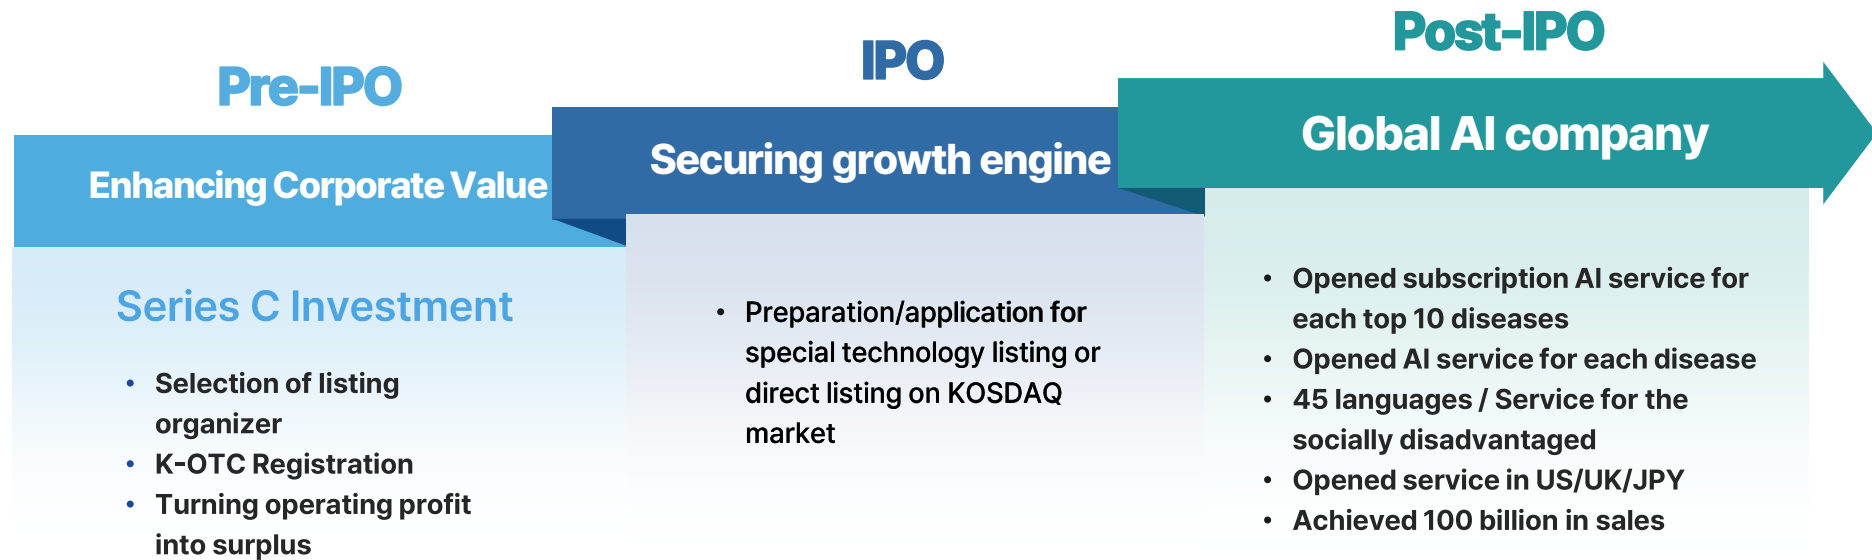 Pre-IPO
Enhancing Corporate Value
Series C Investment
• Selection of listing
organizer
• K-OTC Registration
• Turning operating profit
into surplus
IPO
Securing growth engine
• Preparation/application for
special technology listing or
direct listing on KOSDAQ
market
Post-IPO
Global AI company
• Opened subscription AI service for
each top 10 diseases
• Opened AI service for each disease
• 45 languages / Service for the
socially disadvantaged
• Opened service in US/UK/JPY
• Achieved 100 billion in sales